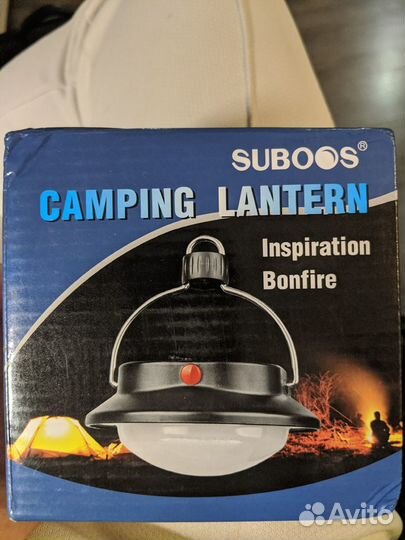 SUBOOS®
CAMPING LANTERN
Inspiration
Bonfire
Avito